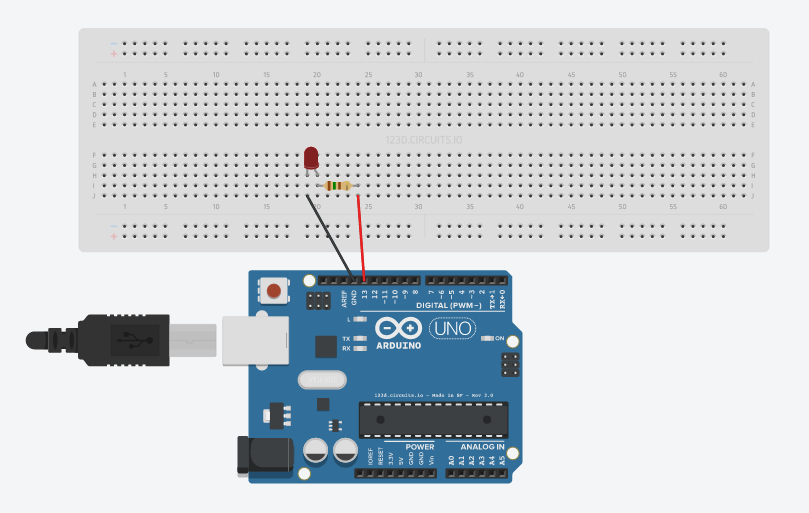 - +
1 5 10 15 20 25 30 35 40 45 50 55 60
A A
B B
C C
D D
E E
123D.CIRCUITS.IO
F F
G G
H H
I I
J J
1 5 10 15 20 25 30 35 40 45 50 55 60
- +
AREF GND 13 12 ~11 ~10 ~9 8 7 ~6 ~5 4 ~3 2 TX→1 RX←0
DIGITAL (PWM~)
L
UNO
TX
RX
ARDUINO
ON
123d.circuits.io - Made in SF - Rev 3.0
POWER ANALOG IN
IOREF RESET 3.3V 5V GND GND Vin A0 A1 A2 A3 A4 A5